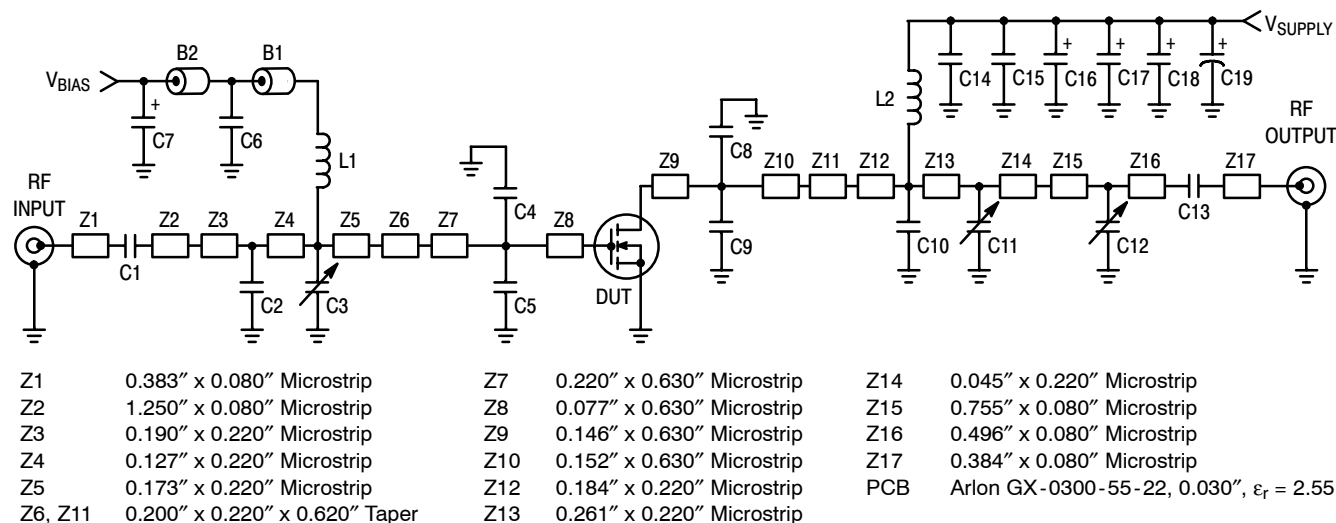 V_SUPPLY
B2 B1
V_BIAS
+ + + + +
C14 C15 C16 C17 C18 C19
C7 C6
L2
L1
C8
RF
OUTPUT
RF
INPUT
Z1 Z2 Z3 Z4 Z5 Z6 Z7 C4 Z8 Z9 Z10 Z11 Z12 Z13 Z14 Z15 Z16 Z17
C1 C13
C2 C3 C5 DUT C9 C10 C11 C12
Z1 0.383″ x 0.080″ Microstrip
Z2 1.250″ x 0.080″ Microstrip
Z3 0.190″ x 0.220″ Microstrip
Z4 0.127″ x 0.220″ Microstrip
Z5 0.173″ x 0.220″ Microstrip
Z6, Z11 0.200″ x 0.220″ x 0.620″ Taper
Z7 0.220″ x 0.630″ Microstrip
Z8 0.077″ x 0.630″ Microstrip
Z9 0.146″ x 0.630″ Microstrip
Z10 0.152″ x 0.630″ Microstrip
Z12 0.184″ x 0.220″ Microstrip
Z13 0.261″ x 0.220″ Microstrip
Z14 0.045″ x 0.220″ Microstrip
Z15 0.755″ x 0.080″ Microstrip
Z16 0.496″ x 0.080″ Microstrip
Z17 0.384″ x 0.080″ Microstrip
PCB Arlon GX-0300-55-22, 0.030″, εr = 2.55